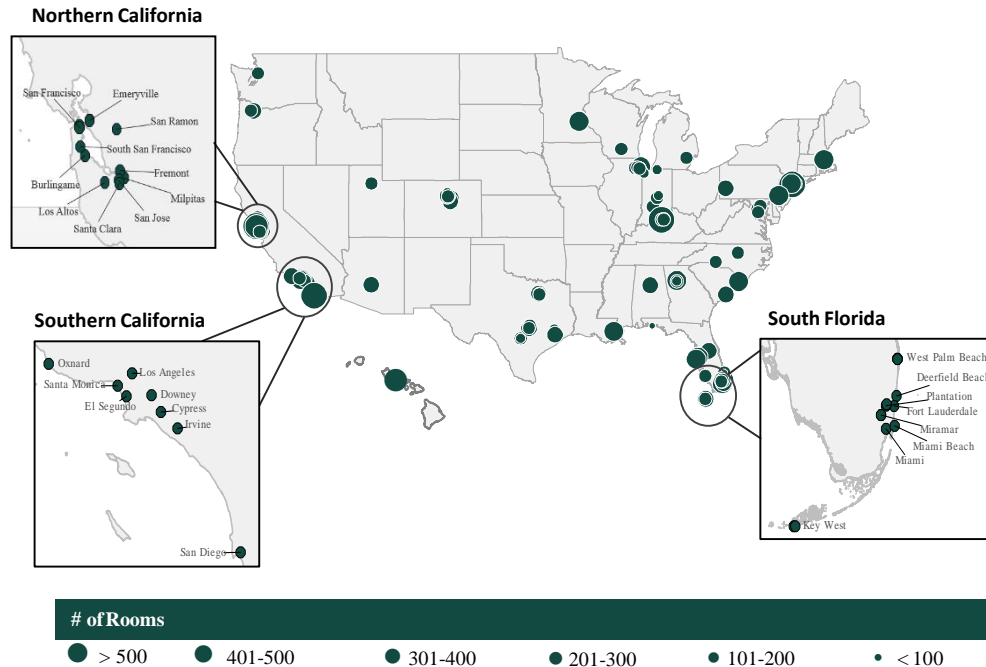 Northern California
San Francisco
Emeryville
San Ramon
South San Francisco
Fremont
Burlingame
Milpitas
Los Altos
San Jose
Santa Clara
Southern California
Oxnard
Los Angeles
Santa Monica
Downey
El Segundo
Cypress
Irvine
San Diego
South Florida
West Palm Beach
Deerfield Beach
Plantation
Fort Lauderdale
Miramar
Miami Beach
Miami
Key West
# of Rooms
> 500
401-500
301-400
201-300
101-200
< 100